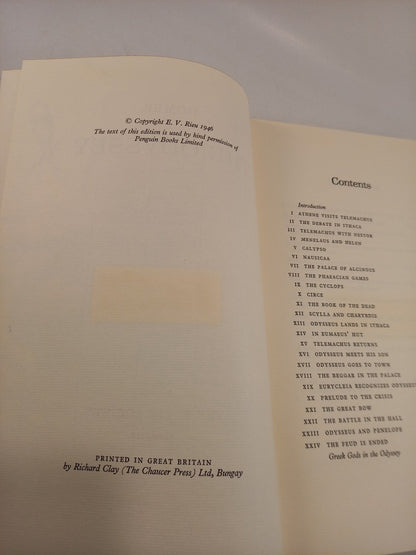 © Copyright E. V. Rieu 1946
The text of this edition is used by kind permission of
Penguin Books Limited
PRINTED IN GREAT BRITAIN
by Richard Clay (The Chaucer Press) Ltd, Bungay
Contents
Introduction
I ATHENE VISITS TELEMACHUS
II THE DEBATE IN ITHACA
III TELEMACHUS WITH NESTOR
IV MENELAUS AND HELEN
V CALYPSO
VI NAUSICAA
VII THE PALACE OF ALCINOUS
VIII THE PHAEACIAN GAMES
IX THE CYCLOPS
X CIRCE
XI THE BOOK OF THE DEAD
XII SCYLLA AND CHARYBDIS
XIII ODYSSEUS LANDS IN ITHACA
XIV IN EUMAEUS' HUT
XV TELEMACHUS RETURNS
XVI ODYSSEUS MEETS HIS SON
XVII ODYSSEUS GOES TO TOWN
XVIII THE BEGGAR IN THE PALACE
XIX EURYCLEIA RECOGNIZES ODYSSEU
XX PRELUDE TO THE CRISIS
XXI THE GREAT BOW
XXII THE BATTLE IN THE HALL
XXIII ODYSSEUS AND PENELOPE
XXIV THE FEUD IS ENDED
Greek Gods in the Odyssey